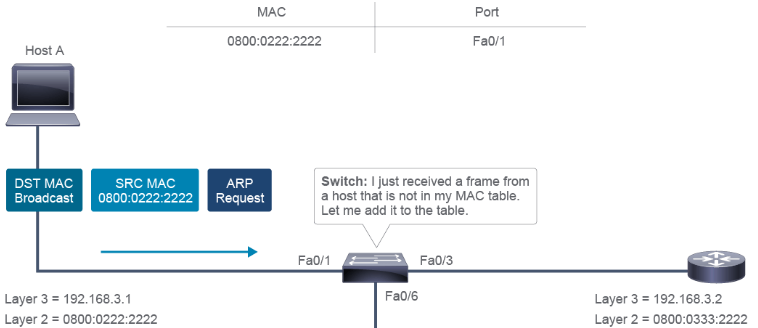 MAC Port
0800:0222:2222 Fa0/1
Host A
DST MAC
Broadcast
SRC MAC
0800:0222:2222
ARP
Request
Switch: I just received a frame from
a host that is not in my MAC table.
Let me add it to the table.
Fa0/1
Fa0/3
Fa0/6
Layer 3 = 192.168.3.1
Layer 2 = 0800:0222:2222
Layer 3 = 192.168.3.2
Layer 2 = 0800:0333:2222